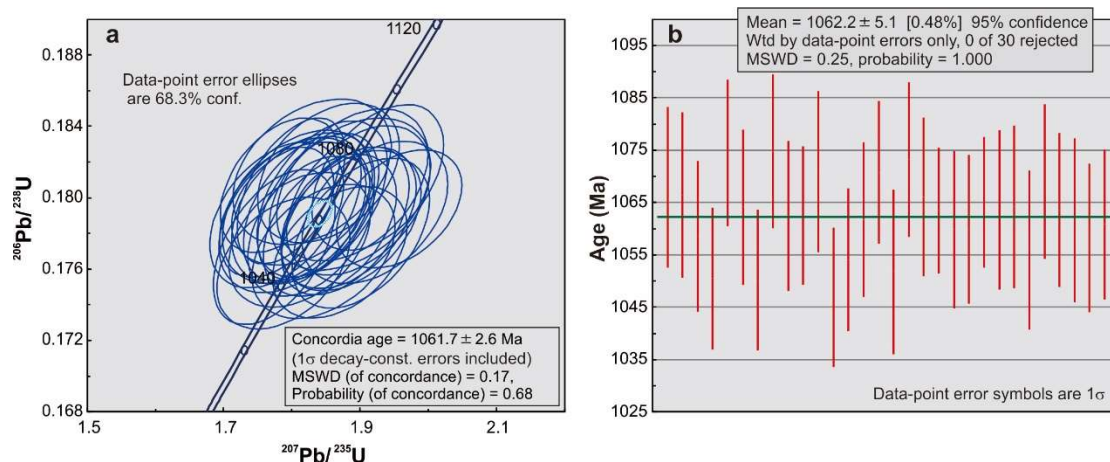 a
Data-point error ellipses
are 68.3% conf.
1120
1080
1040
Concordia age = 1061.7 ± 2.6 Ma
(1σ decay-const. errors included)
MSWD (of concordance) = 0.17,
Probability (of concordance) = 0.68
0.188
0.184
0.180
0.176
0.172
0.168
²⁰⁶Pb/²³⁸U
1.5
1.7
1.9
2.1
²⁰⁷Pb/²³⁵U
b
Mean = 1062.2 ± 5.1 [0.48%] 95% confidence
Wtd by data-point errors only, 0 of 30 rejected
MSWD = 0.25, probability = 1.000
1095
1085
1075
1065
1055
1045
1035
1025
Age (Ma)
Data-point error symbols are 1σ